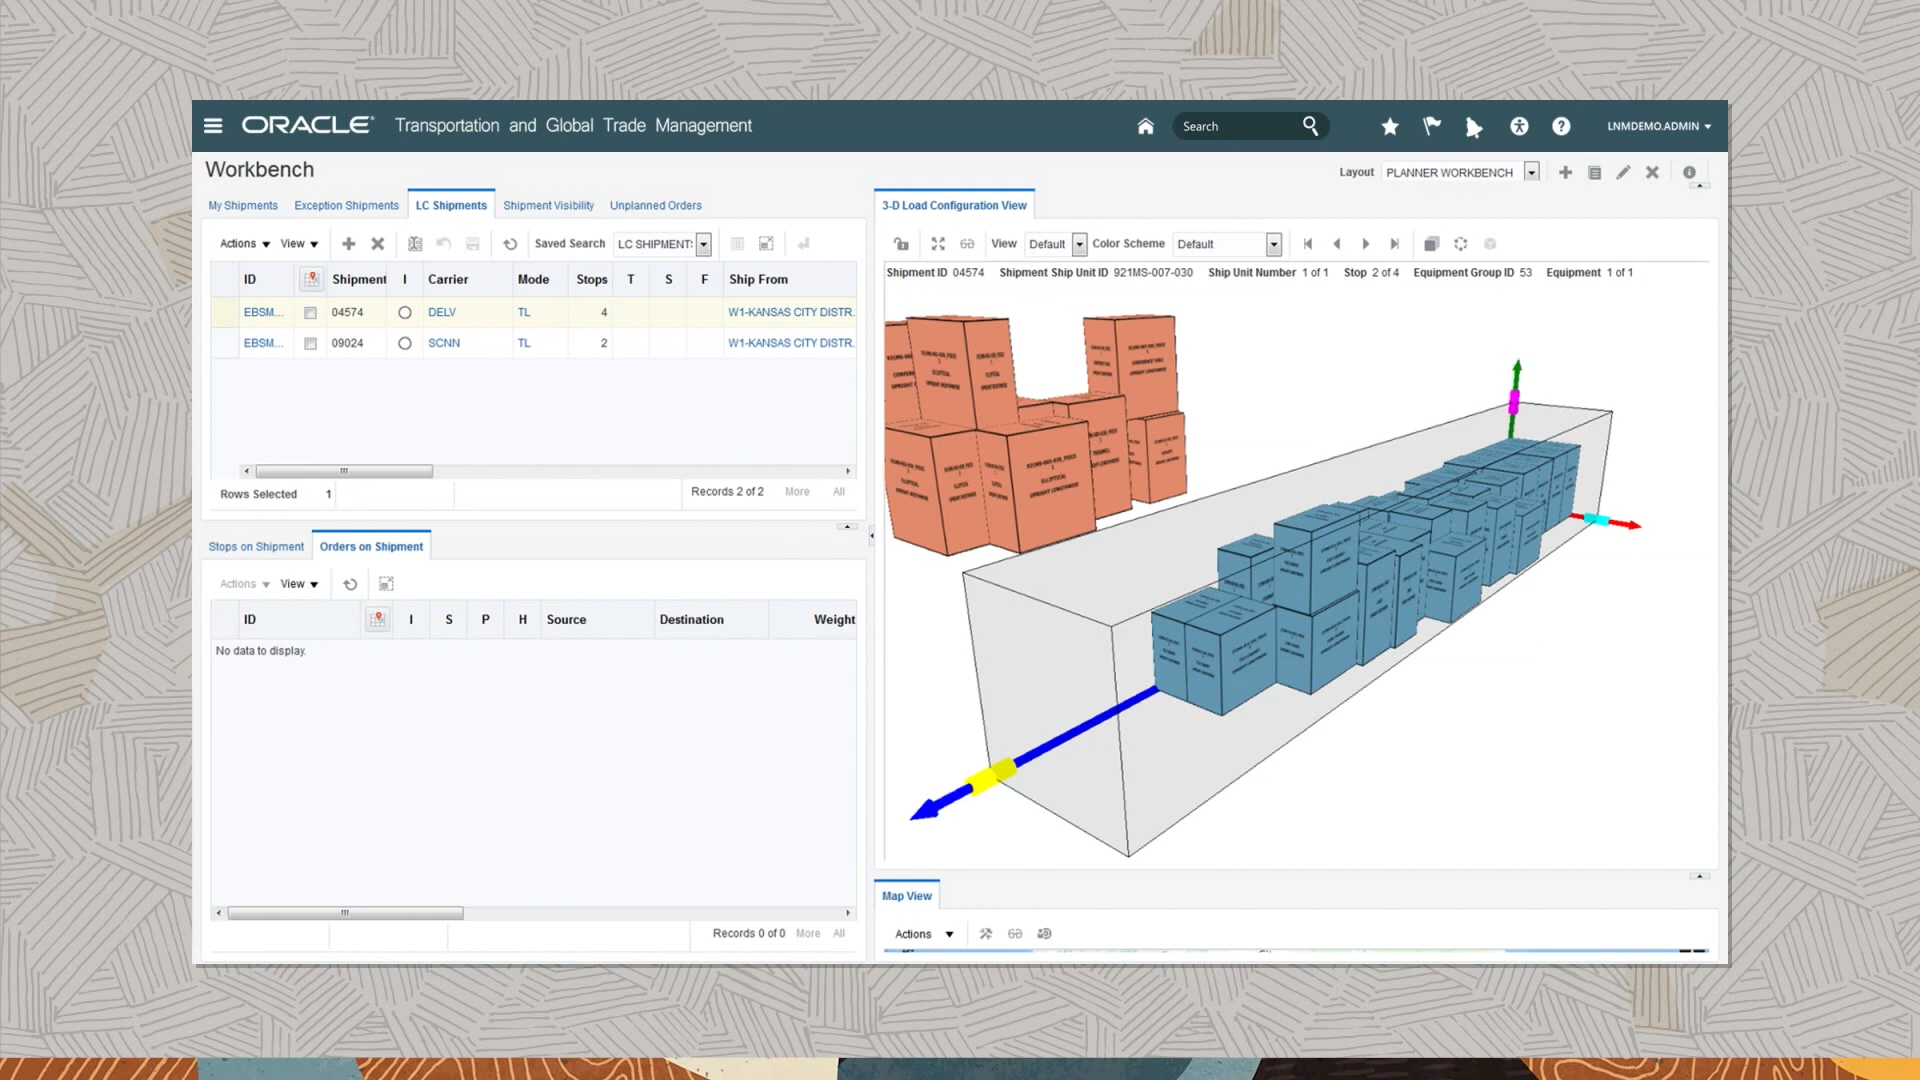 ORACLE Transportation and Global Trade Management
Search
LNMDEMO.ADMIN
Workbench
Layout PLANNER WORKBENCH
My Shipments Exception Shipments LC Shipments Shipment Visibility Unplanned Orders
Actions View Saved Search LC SHIPMENT
ID Shipment I Carrier Mode Stops T S F Ship From
EBSM... 04574 DELV TL 4 W1-KANSAS CITY DISTR.
EBSM... 09024 SCNN TL 2 W1-KANSAS CITY DISTR.
Rows Selected 1 Records 2 of 2 More All
Stops on Shipment Orders on Shipment
Actions View
ID I S P H Source Destination Weight
No data to display.
Records 0 of 0 More All
3-D Load Configuration View
View Default Color Scheme Default
Shipment ID 04574 Shipment Ship Unit ID 921MS-007-030 Ship Unit Number 1 of 1 Stop 2 of 4 Equipment Group ID 53 Equipment 1 of 1
Map View
Actions